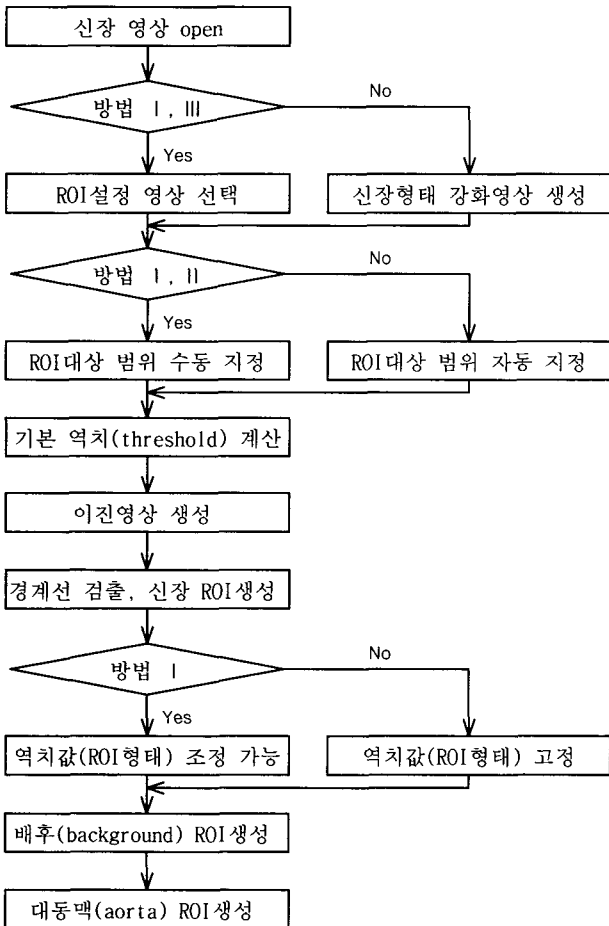 신장 영상 open
방법 Ⅰ, Ⅲ
No
Yes
ROI설정 영상 선택
신장형태 강화영상 생성
방법 Ⅰ, Ⅱ
No
Yes
ROI대상 범위 수동 지정
ROI대상 범위 자동 지정
기본 역치(threshold) 계산
이진영상 생성
경계선 검출, 신장 ROI생성
방법 Ⅰ
No
Yes
역치값(ROI형태) 조정 가능
역치값(ROI형태) 고정
배후(background) ROI생성
대동맥(aorta) ROI생성